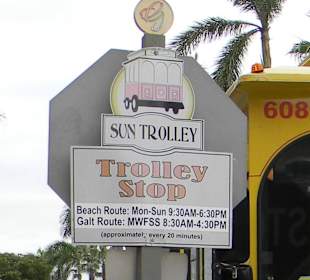 SUN TROLLEY
608
Trolley
Stop
Beach Route: Mon-Sun 9:30AM-6:30PM
Galt Route: MWFSS 8:30AM-4:30PM
(approximately every 20 minutes)